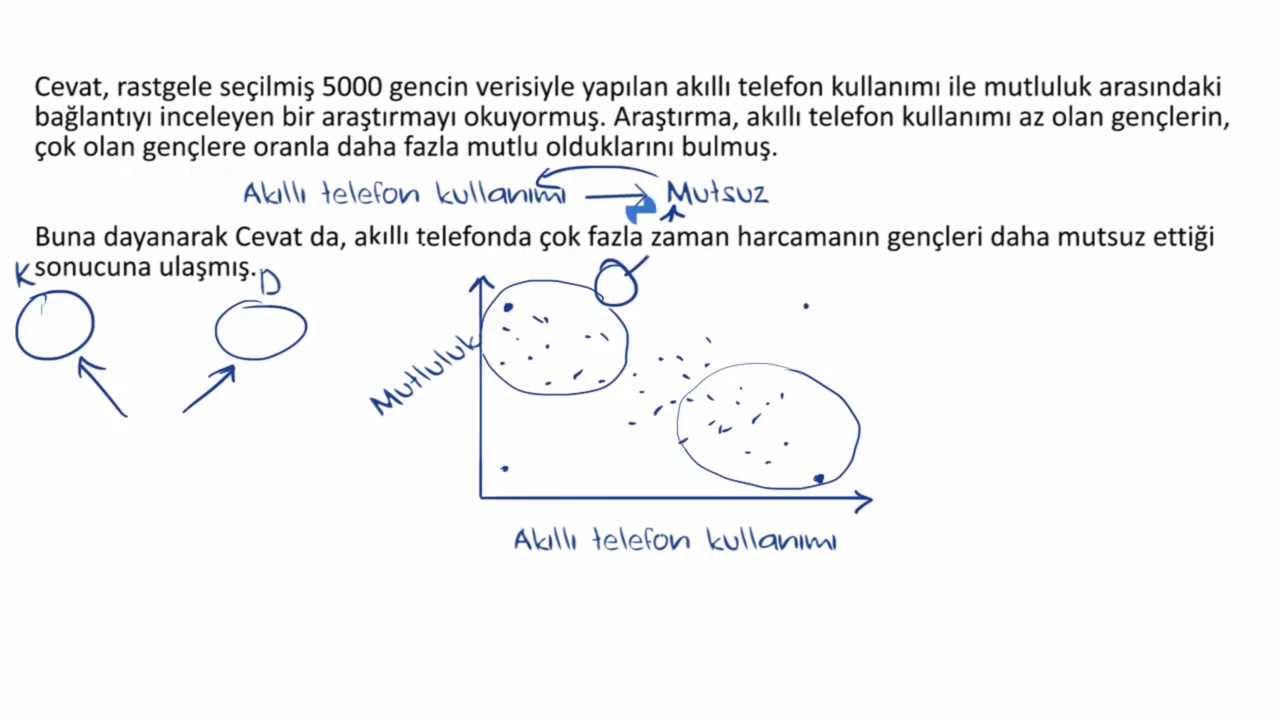 Cevat, rastgele seçilmiş 5000 gencin verisiyle yapılan akıllı telefon kullanımı ile mutluluk arasındaki
bağlantıyı inceleyen bir araştırmayı okuyormuş. Araştırma, akıllı telefon kullanımı az olan gençlerin,
çok olan gençlere oranla daha fazla mutlu olduklarını bulmuş.
Akıllı telefon kullanımı Mutsuz
Buna dayanarak Cevat da, akıllı telefonda çok fazla zaman harcamanın gençleri daha mutsuz ettiği
sonucuna ulaşmış.
K D
Mutluluk
Akıllı telefon kullanımı